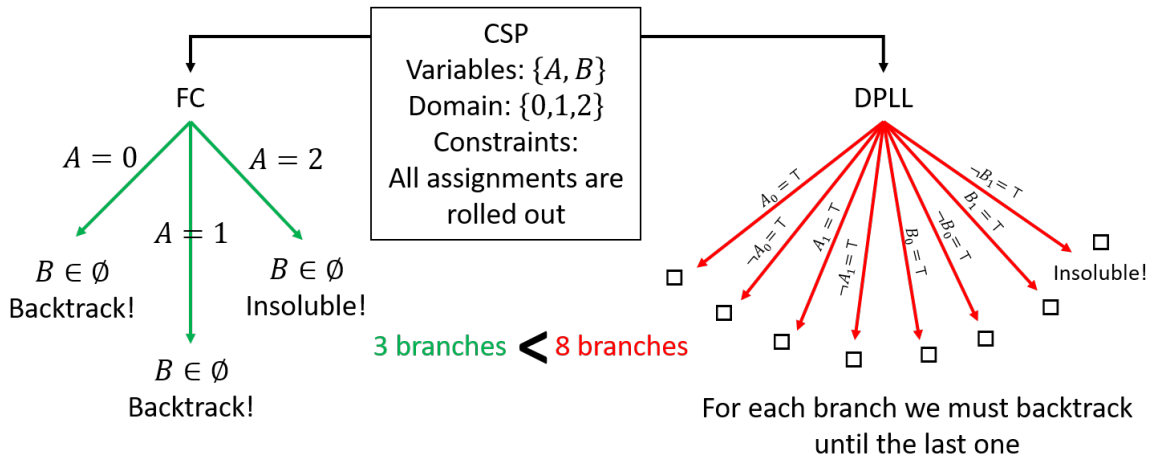 CSP
Variables: {A, B}
Domain: {0,1,2}
Constraints:
All assignments are
rolled out
FC
A = 0
A = 1
A = 2
B ∈ ∅
Backtrack!
B ∈ ∅
Backtrack!
B ∈ ∅
Insoluble!
3 branches < 8 branches
DPLL
A₀ = ⊤
¬A₀ = ⊤
A₁ = ⊤
¬A₁ = ⊤
B₀ = ⊤
¬B₀ = ⊤
B₁ = ⊤
¬B₁ = ⊤
Insoluble!
For each branch we must backtrack
until the last one